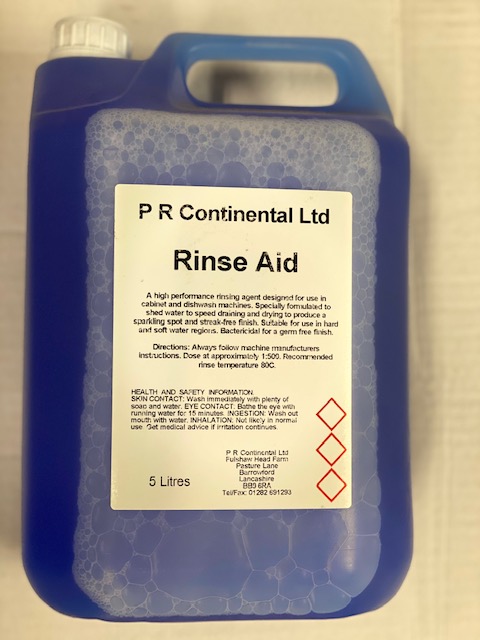 P R Continental Ltd
Rinse Aid
A high performance rinsing agent designed for use in
cabinet and dishwash machines. Specially formulated to
shed water to speed draining and drying to produce a
sparkling spot and streak-free finish. Suitable for use in hard
and soft water regions. Bactericidal for a germ free finish.
Directions: Always follow machine manufacturers
instructions. Dose at approximately 1:500. Recommended
rinse temperature 80C.
HEALTH AND SAFETY INFORMATION.
SKIN CONTACT: Wash immediately with plenty of
soap and water. EYE CONTACT: Bathe the eye with
running water for 15 minutes. INGESTION: Wash out
mouth with water. INHALATION: Not likely in normal
use. Get medical advice if irritation continues.
P R Continental Ltd
Fulshaw Head Farm
Pasture Lane
Barrowford
Lancashire
BB9 6RA
Tel/Fax: 01282 691293
5 Litres